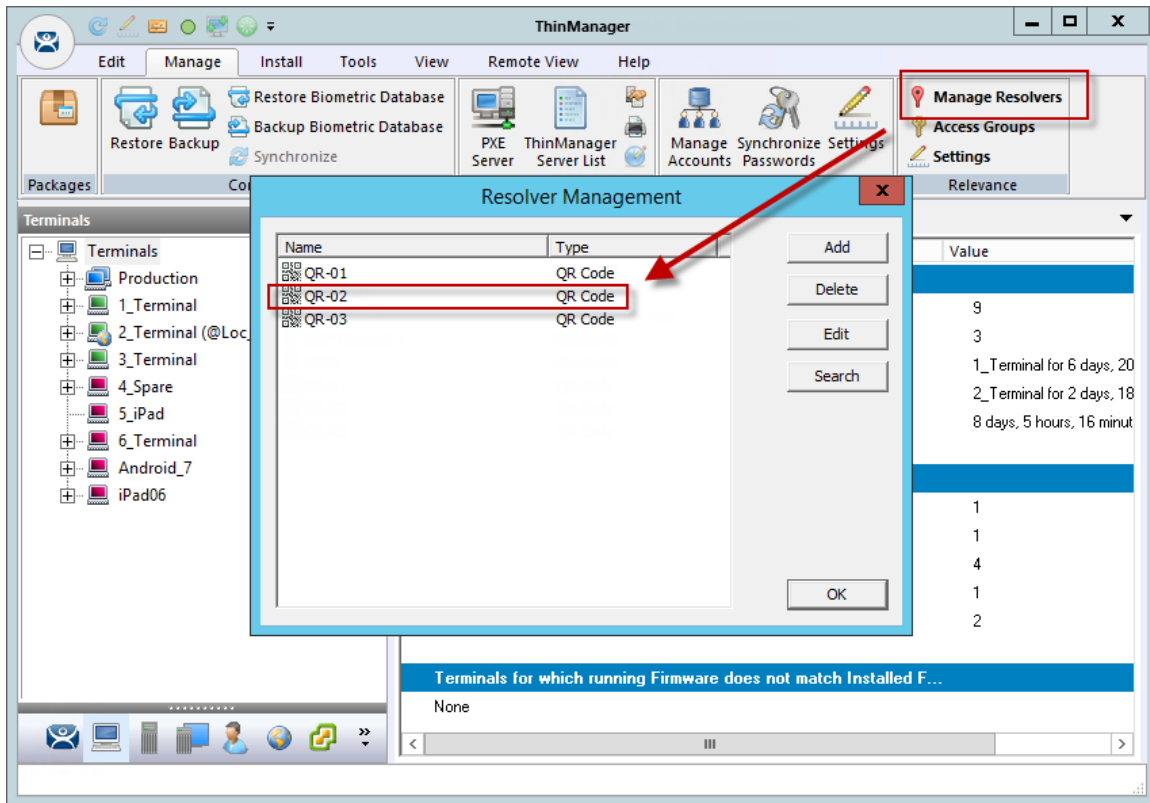 ThinManager
Edit Manage Install Tools View Remote View Help
Restore Backup
Restore Biometric Database
Backup Biometric Database
Synchronize
PXE Server
ThinManager Server List
Manage Accounts
Synchronize Passwords
Settings
Manage Resolvers
Access Groups
Settings
Packages
Co
Relevance
Terminals
Terminals
Production
1_Terminal
2_Terminal (@Loc_
3_Terminal
4_Spare
5_iPad
6_Terminal
Android_7
iPad06
Resolver Management
x
Name Type
QR-01 QR Code
QR-02 QR Code
QR-03 QR Code
Add
Delete
Edit
Search
OK
Value
9
3
1_Terminal for 6 days, 20
2_Terminal for 2 days, 18
8 days, 5 hours, 16 minut
1
1
4
1
2
Terminals for which running Firmware does not match Installed F...
None